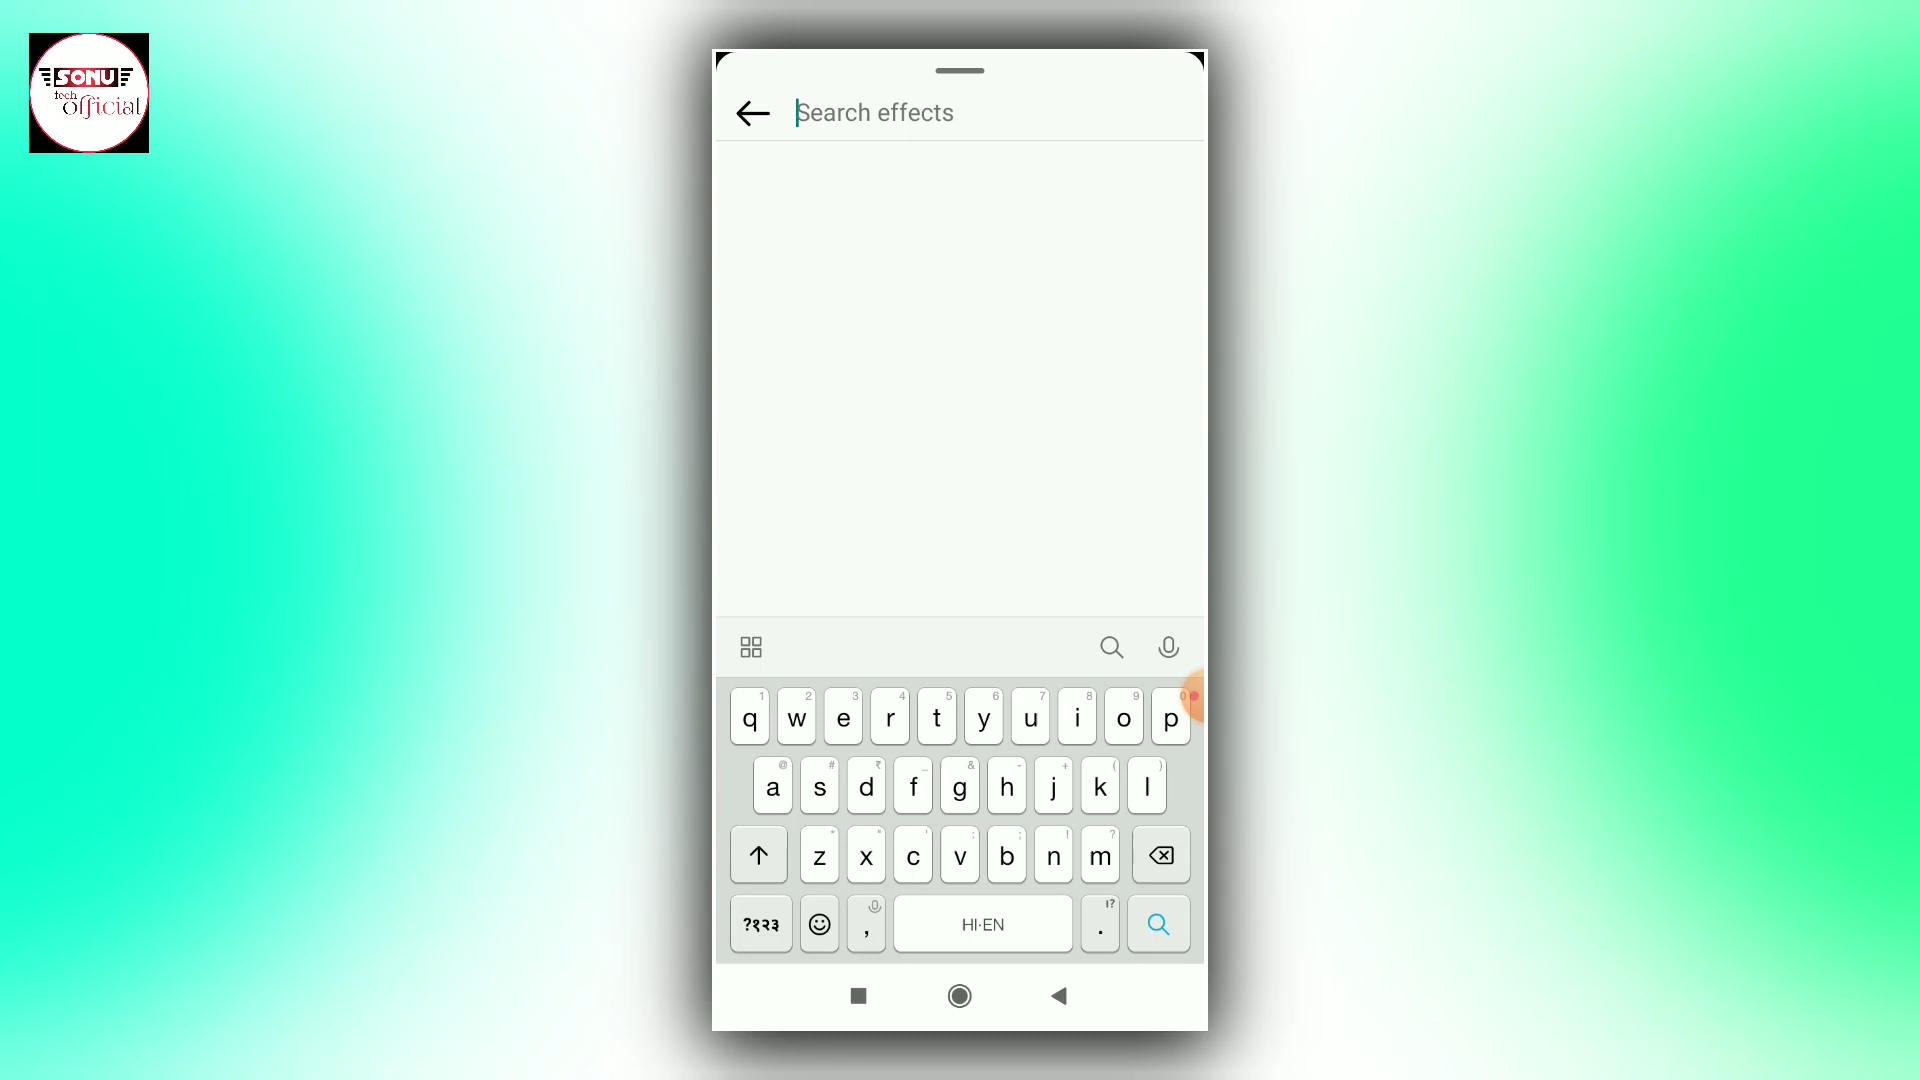 SONU
tech
official
Search effects
1 2 3 4 5 6 7 8 9 0
q w e r t y u i o p
@ # ₹ _ & - + ( )
a s d f g h j k l
* " ' : ; ! ?
z x c v b n m
?१२३ , HI·EN . ।?